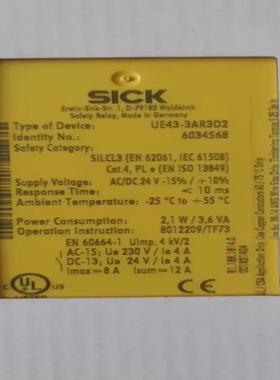 SICK
Erwin-Sick-Str. 1, D-79183 Waldkirch
Safety Relay, Made in Germany
Type of Device: UE43-3AR3D2
Identity No.: 6034568
Safety Category:
SILCL3 (EN 62061, IEC 61508)
Cat.4, PL e (EN ISO 13849)
Supply Voltage: AC/DC 24 V -15% / +10%
Response Time: < 10 ms
Ambient Temperature: -25 °C to +55 °C
Power Consumption: 2,1 W / 3,6 VA
Operation Instruction: 8012209/TF73
EN 60664-1 Uimp. 4 kV/2
AC-15; Ue 230 V / Ie 4 A
DC-13; Ue 24 V / Ie 4 A
Imax= 8 A Isum= 12 A
C UL US
LISTED